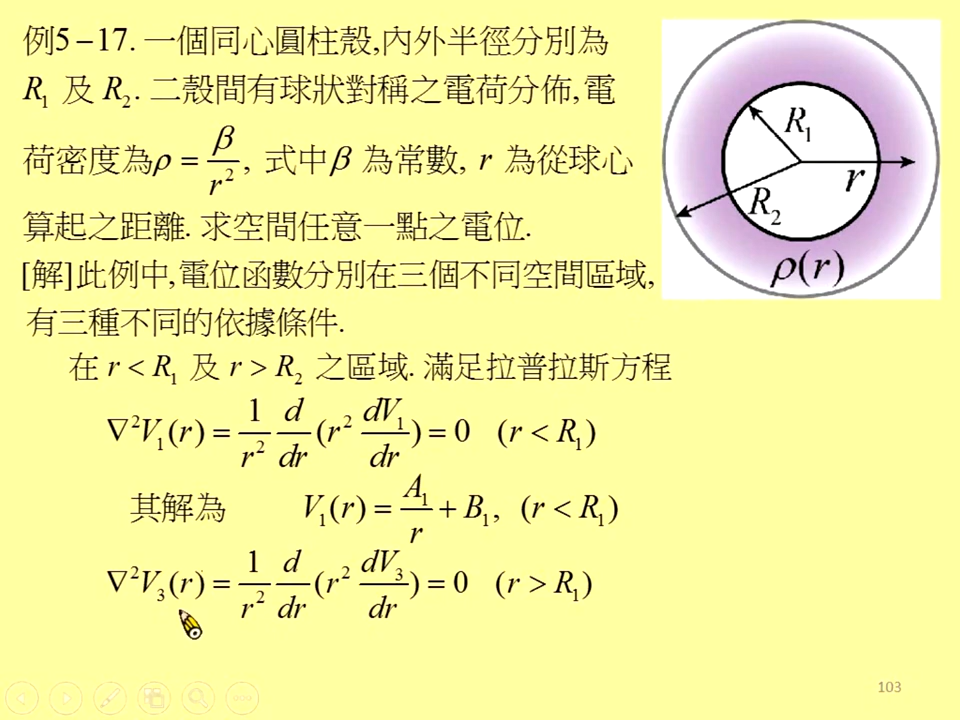 例5−17. 一個同心圓柱殼,內外半徑分別為
R₁ 及 R₂. 二殼間有球狀對稱之電荷分佈,電
荷密度為ρ = β/r², 式中β 為常數, r 為從球心
算起之距離. 求空間任意一點之電位.
[解]此例中,電位函數分別在三個不同空間區域,
有三種不同的依據條件.
在 r < R₁ 及 r > R₂ 之區域. 滿足拉普拉斯方程
∇²V₁(r) = 1/r² d/dr (r² dV₁/dr) = 0 (r < R₁)
其解為 V₁(r) = A₁/r + B₁, (r < R₁)
∇²V₃(r) = 1/r² d/dr (r² dV₃/dr) = 0 (r > R₁)
R₁
r
R₂
ρ(r)
103